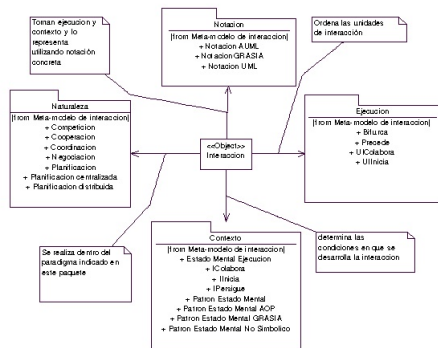 Toman ejecucion y
contexto y lo
representa
utilizando notación
concreta
Notacion
[from Meta-modelo de interaccion]
+ Notacion AUML
+ Notacion GRASIA
+ Notacion UML
Ordena las unidades
de interacción
Naturaleza
[from Meta-modelo de interaccion]
+ Competicion
+ Cooperacion
+ Coordinacion
+ Negociacion
+ Planificacion
+ Planificacion centralizada
+ Planificacion distribuida
<<Object>>
Interaccion
Ejecucion
[from Meta-modelo de interaccion]
+ Bifurca
+ Precede
+ UIColabora
+ UIInicia
Se realiza dentro del
paradigma indicado en
este paquete
Contexto
[from Meta-modelo de interaccion]
+ Estado Mental Ejecucion
+ IColabora
+ IInicia
+ IPersigue
+ Patron Estado Mental
+ Patron Estado Mental AOP
+ Patron Estado Mental GRASIA
+ Patron Estado Mental No Simbolico
determina las
condiciones en que se
desarrolla la interaccion